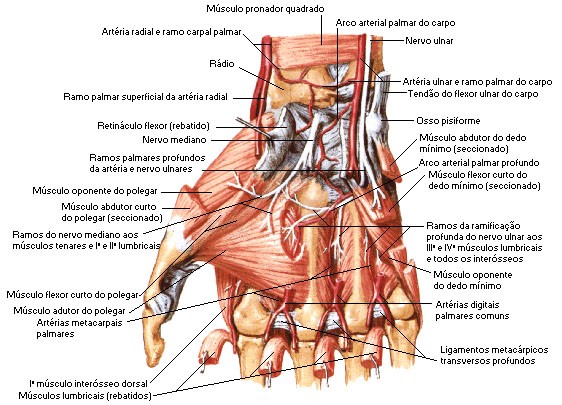 Músculo pronador quadrado
Arco arterial palmar do carpo
Artéria radial e ramo carpal palmar
Nervo ulnar
Rádio
Artéria ulnar e ramo palmar do carpo
Tendão do flexor ulnar do carpo
Ramo palmar superficial da artéria radial
Osso pisiforme
Retináculo flexor (rebatido)
Nervo mediano
Músculo abdutor do dedo
mínimo (seccionado)
Ramos palmares profundos
da artéria e nervo ulnares
Arco arterial palmar profundo
Músculo flexor curto do
dedo mínimo (seccionado)
Músculo oponente do polegar
Músculo abdutor curto
do polegar (seccionado)
Ramos do nervo mediano aos
músculos tenares e Iº e IIº lumbricais
Ramos da ramificação
profunda do nervo ulnar aos
IIIº e IVº músculos lumbricais
e todos os interósseos
Músculo oponente
do dedo mínimo
Músculo flexor curto do polegar
Músculo adutor do polegar
Artérias metacarpais
palmares
Artérias digitais
palmares comuns
Ligamentos metacárpicos
transversos profundos
Iº músculo interósseo dorsal
Músculos lumbricais (rebatidos)